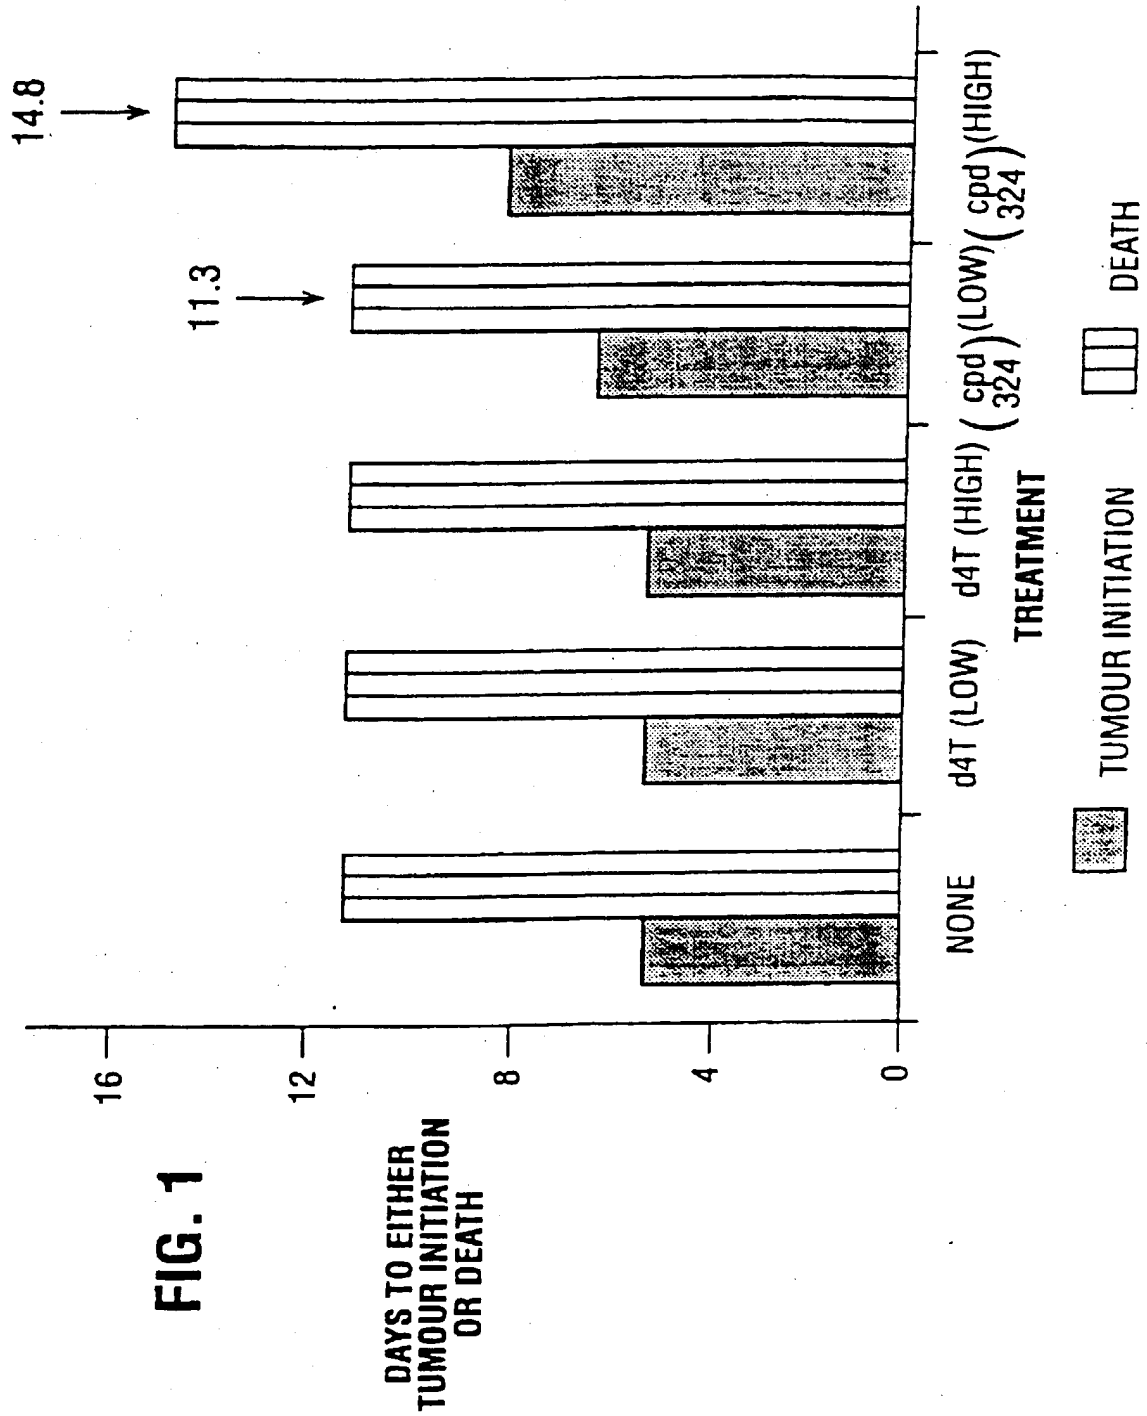 FIG. 1
DAYS TO EITHER
TUMOUR INITIATION
OR DEATH
16
12
8
4
0
11.3
14.8
NONE
d4T (LOW)
d4T (HIGH)
(cpd 324) (LOW)
(cpd 324) (HIGH)
TREATMENT
TUMOUR INITIATION
DEATH